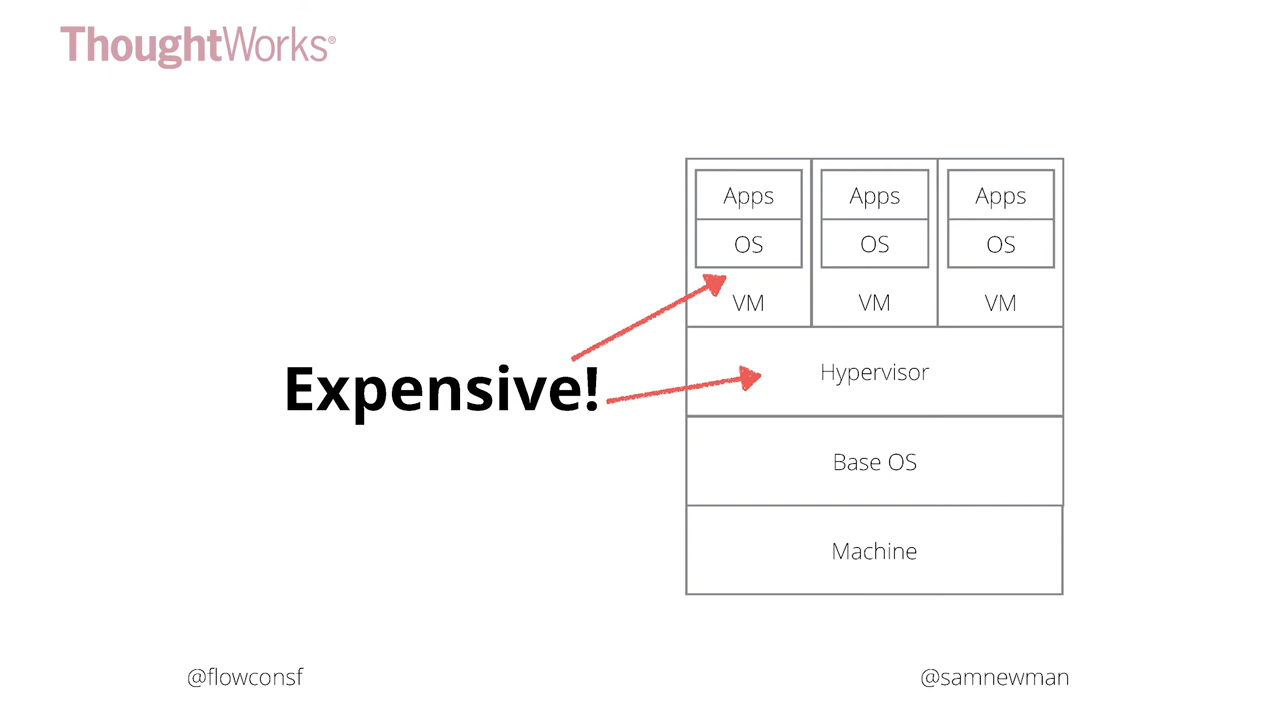 ThoughtWorks®
Apps Apps Apps
OS OS OS
VM VM VM
Hypervisor
Expensive!
Base OS
Machine
@flowconsf
@samnewman